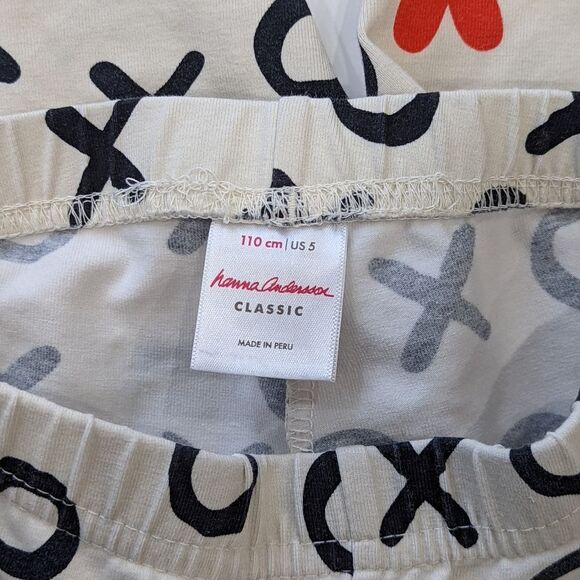 110 cm | US 5
hanna andersson
CLASSIC
MADE IN PERU